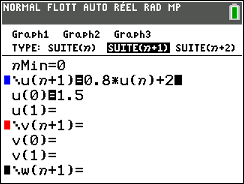 NORMAL FLOTT AUTO RÉEL RAD MP
Graph1 Graph2 Graph3
TYPE: SUITE(n) SUITE(n+1) SUITE(n+2)
nMin=0
u(n+1)=0.8*u(n)+2
u(0)=1.5
u(1)=
v(n+1)=
v(0)=
v(1)=
w(n+1)=